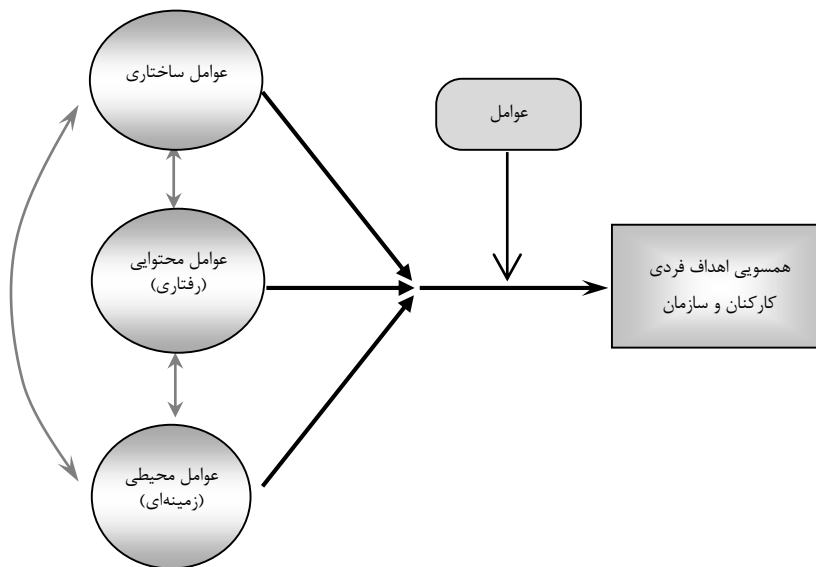 عوامل ساختاری
عوامل
عوامل محتوایی
(رفتاری)
همسویی اهداف فردی
کارکنان و سازمان
عوامل محیطی
(زمینه‌ای)